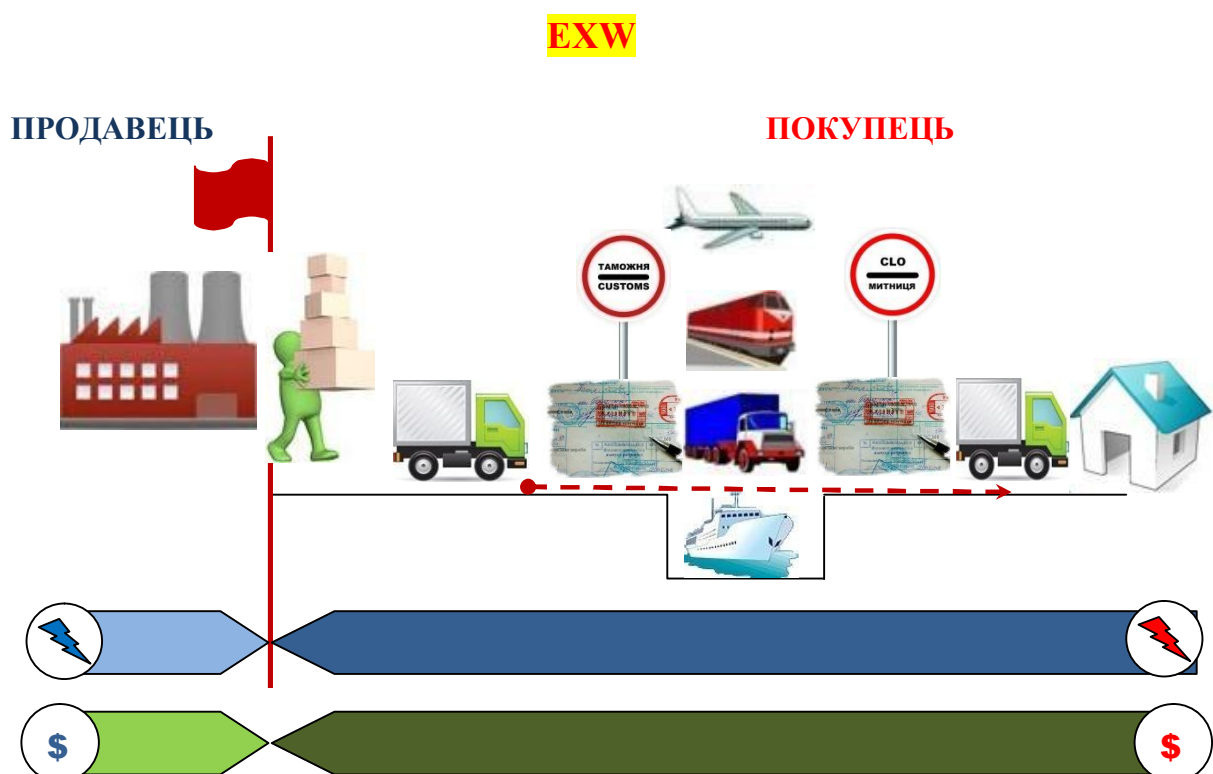 EXW
ПРОДАВЕЦЬ
ПОКУПЕЦЬ
ТАМОЖНЯ
CUSTOMS
CLO
МИТНИЦЯ
$
$